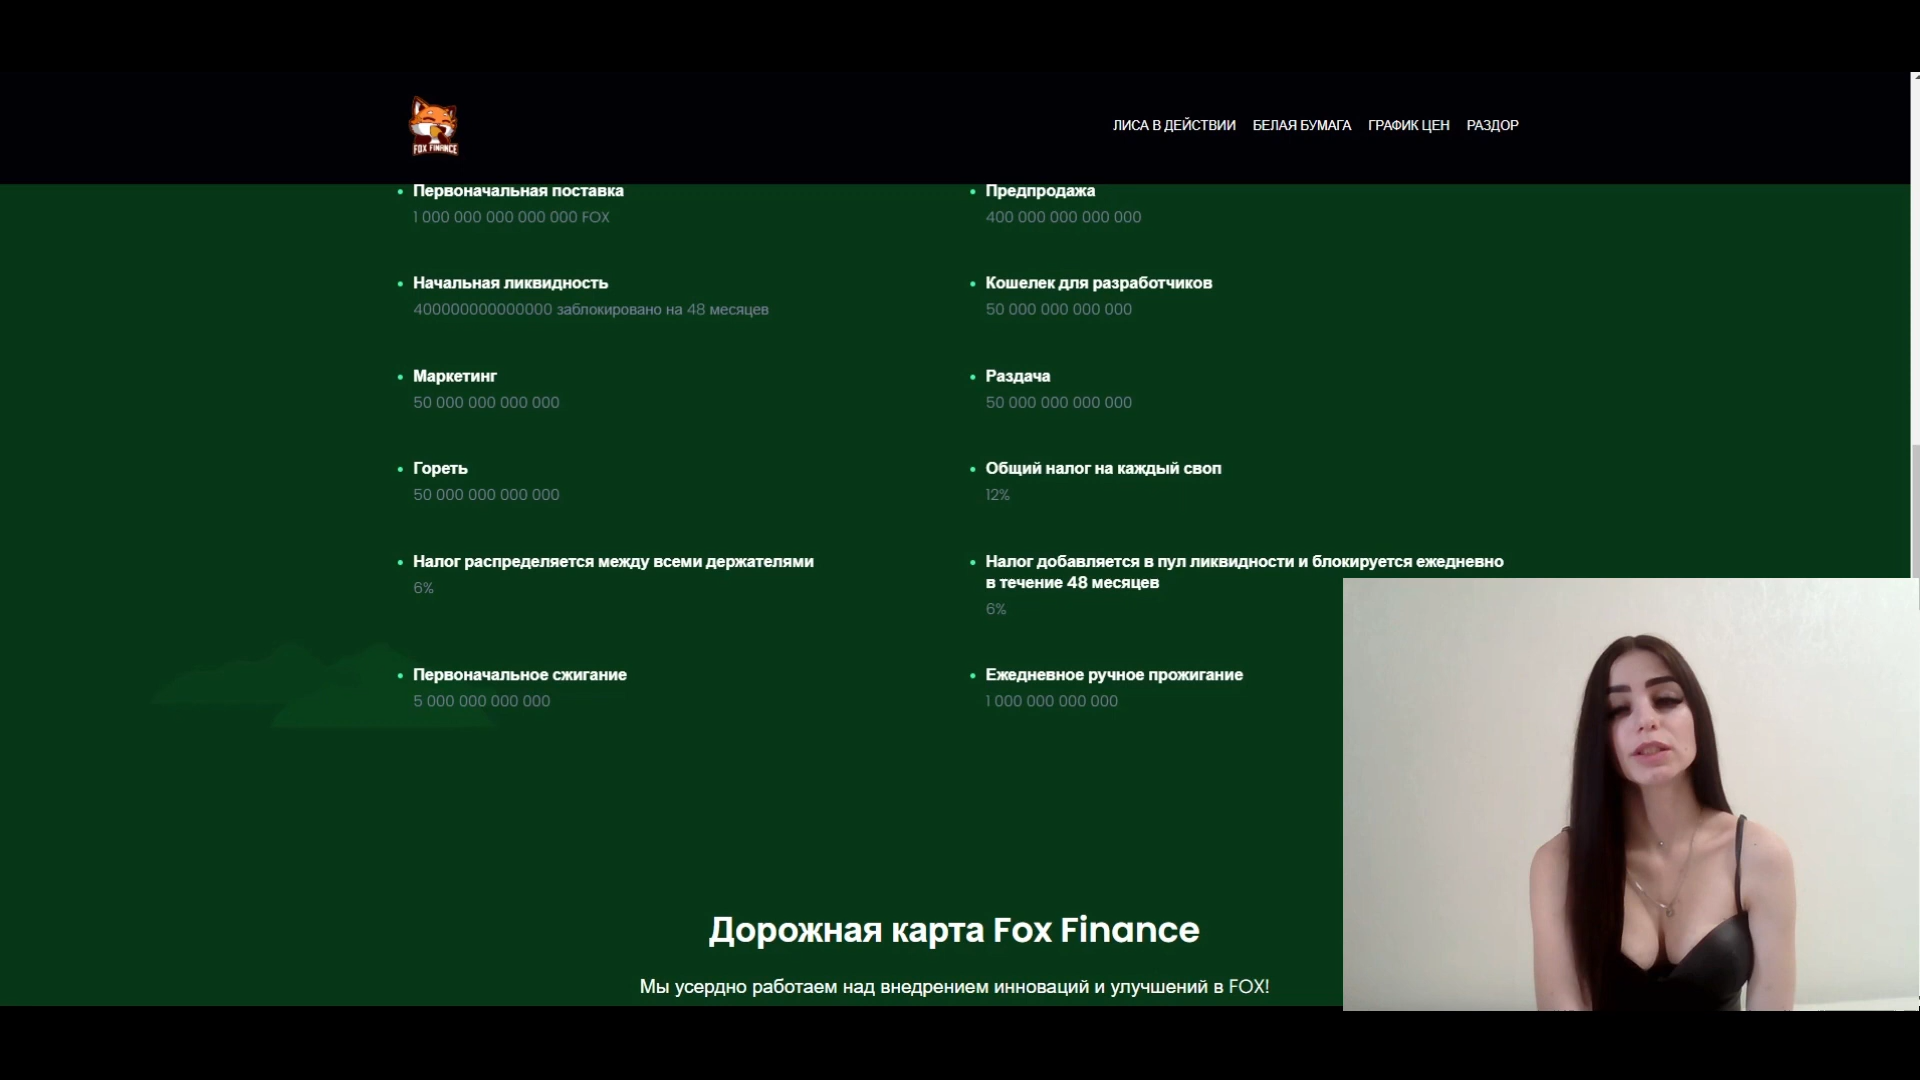 FOX FINANCE
ЛИСА В ДЕЙСТВИИ БЕЛАЯ БУМАГА ГРАФИК ЦЕН РАЗДОР
Первоначальная поставка
1 000 000 000 000 000 FOX
Предпродажа
400 000 000 000 000
Начальная ликвидность
400000000000000 заблокировано на 48 месяцев
Кошелек для разработчиков
50 000 000 000 000
Маркетинг
50 000 000 000 000
Раздача
50 000 000 000 000
Гореть
50 000 000 000 000
Общий налог на каждый своп
12%
Налог распределяется между всеми держателями
6%
Налог добавляется в пул ликвидности и блокируется ежедневно
в течение 48 месяцев
6%
Первоначальное сжигание
5 000 000 000 000
Ежедневное ручное прожигание
1 000 000 000 000
Дорожная карта Fox Finance
Мы усердно работаем над внедрением инноваций и улучшений в FOX!